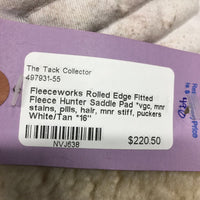 The Tack Collector
497931-55
Fleeceworks Rolled Edge Fitted
Fleece Hunter Saddle Pad *vgc, mnr
stains, pills, hair, mnr stiff, puckers
White/Tan *16"
NVJ638
$220.50
Price